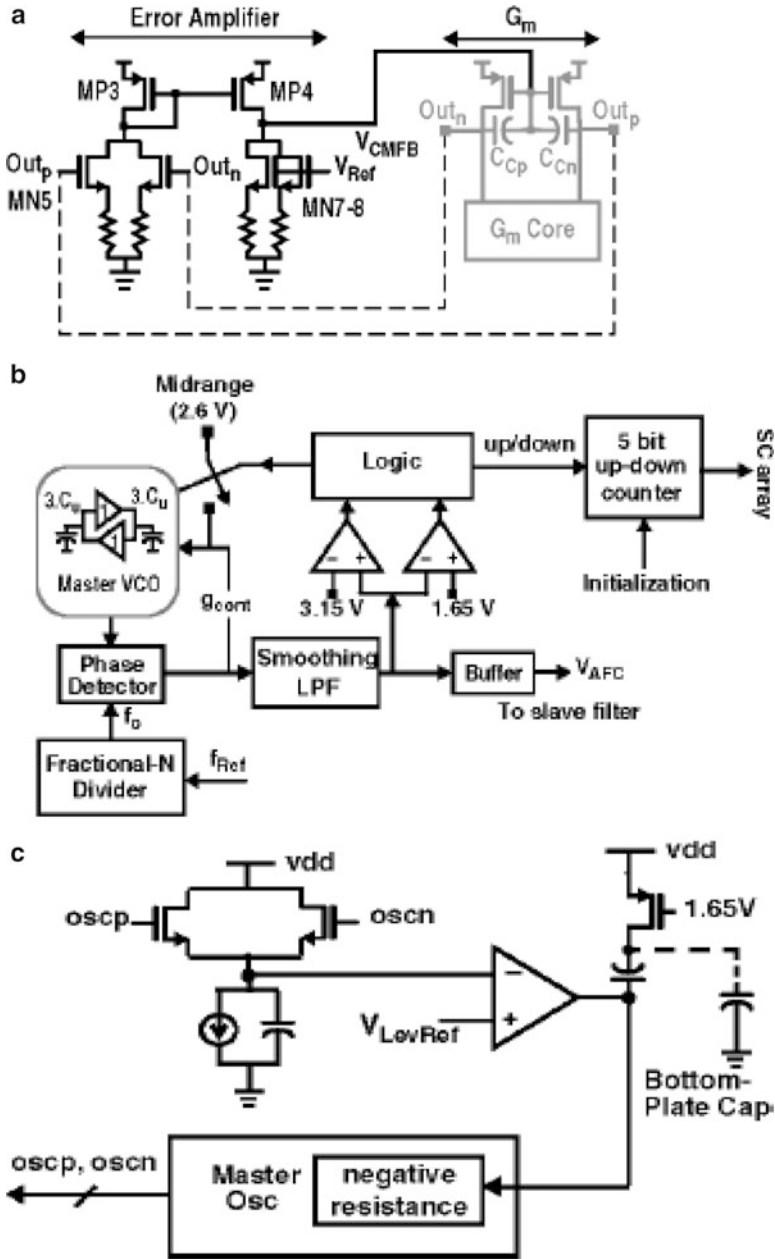 a
Error Amplifier
Gm
MP3
MP4
Outn
Outp
CCp
CCn
VCMFB
Outp
Outn
VRef
MN5
MN7-8
Gm Core
b
Midrange
(2.6 V)
3.Cu
3.Cu
1
1
Master VCO
gcont
Logic
up/down
5 bit
up-down
counter
SC array
Initialization
- +
- +
3.15 V
1.65 V
Phase
Detector
Smoothing
LPF
Buffer
VAFC
To slave filter
fo
Fractional-N
Divider
fRef
c
vdd
vdd
oscp
oscn
1.65V
-
+
VLevRef
Bottom-
Plate Cap
oscp, oscn
Master
Osc
negative
resistance